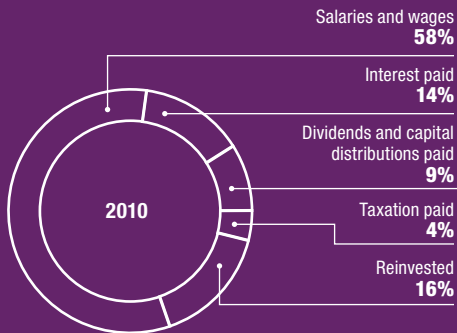 Salaries and wages
58%
Interest paid
14%
Dividends and capital
distributions paid
9%
2010
Taxation paid
4%
Reinvested
16%